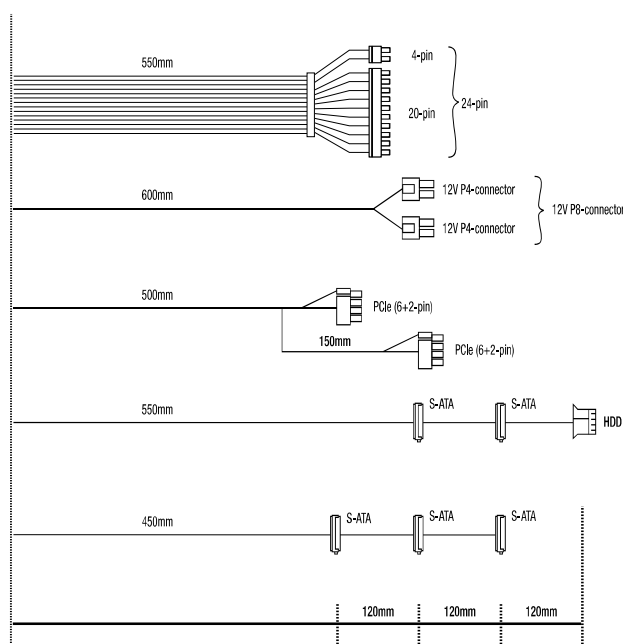 550mm
4-pin
20-pin
24-pin
600mm
12V P4-connector
12V P4-connector
12V P8-connector
500mm
PCIe (6+2-pin)
150mm
PCIe (6+2-pin)
550mm
S-ATA
S-ATA
HDD
450mm
S-ATA
S-ATA
S-ATA
120mm
120mm
120mm